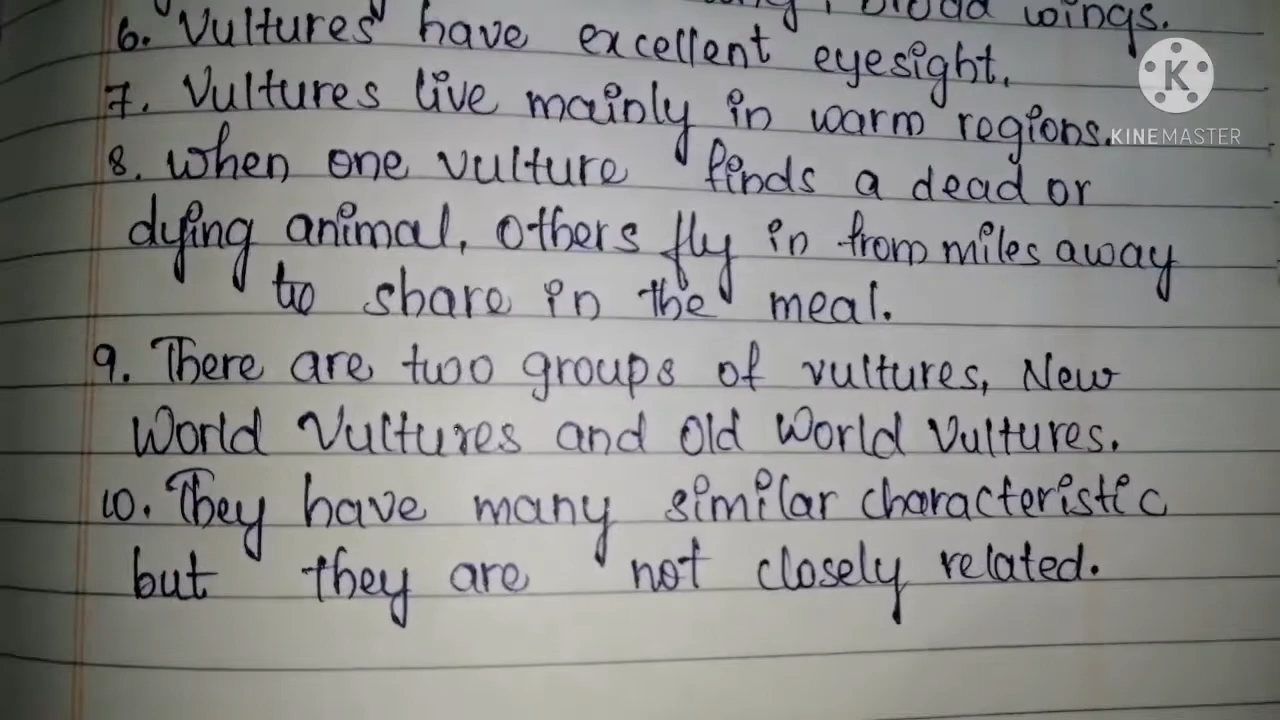 broad wings.
6. Vultures have excellent eyesight.
7. Vultures live mainly in warm regions.
KINEMASTER
8. When one vulture finds a dead or
dying animal, others fly in from miles away
to share in the meal.
9. There are two groups of vultures, New
World Vultures and Old World Vultures.
10. They have many similar characteristic
but they are not closely related.